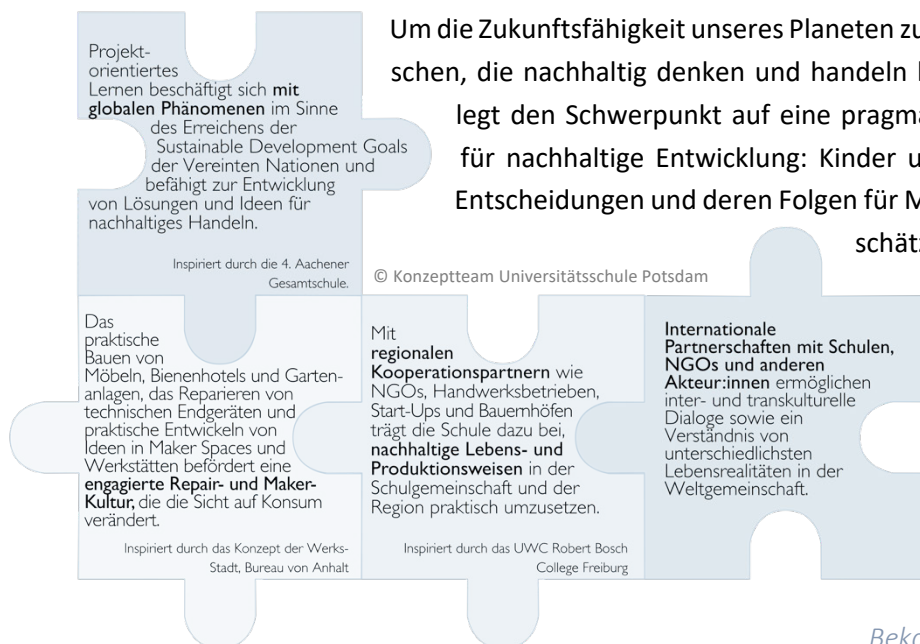 Um die Zukunftsfähigkeit unseres Planeten zu
schen, die nachhaltig denken und handeln
legt den Schwerpunkt auf eine
für nachhaltige Entwicklung: Kinder
Entscheidungen und deren Folgen für
Projekt-
orientiertes
Lernen beschäftigt sich mit
globalen Phänomenen im Sinne
des Erreichens der
Sustainable Development Goals
der Vereinten Nationen und
befähigt zur Entwicklung
von Lösungen und Ideen für
nachhaltiges Handeln.
Inspiriert durch die 4. Aachener
Gesamtschule.
© Konzeptteam Universitätsschule Potsdam
Das
praktische
Bauen von
Möbeln, Bienenhotels und Garten-
anlagen, das Reparieren von
technischen Endgeräten und
praktische Entwickeln von
Ideen in Maker Spaces und
Werkstätten befördert eine
engagierte Repair- und Maker-
Kultur, die die Sicht auf Konsum
verändert.
Inspiriert durch das Konzept der Werks-
Stadt, Bureau von Anhalt
Mit
regionalen
Kooperationspartnern wie
NGOs, Handwerksbetrieben,
Start-Ups und Bauernhöfen
trägt die Schule dazu bei,
nachhaltige Lebens- und
Produktionsweisen in der
Schulgemeinschaft und der
Region praktisch umzusetzen.
Inspiriert durch das UWC Robert Bosch
College Freiburg
Internationale
Partnerschaften mit Schulen,
NGOs und anderen
Akteur:innen ermöglichen
inter- und transkulturelle
Dialoge sowie ein
Verständnis von
unterschiedlichsten
Lebensrealitäten in der
Weltgemeinschaft.